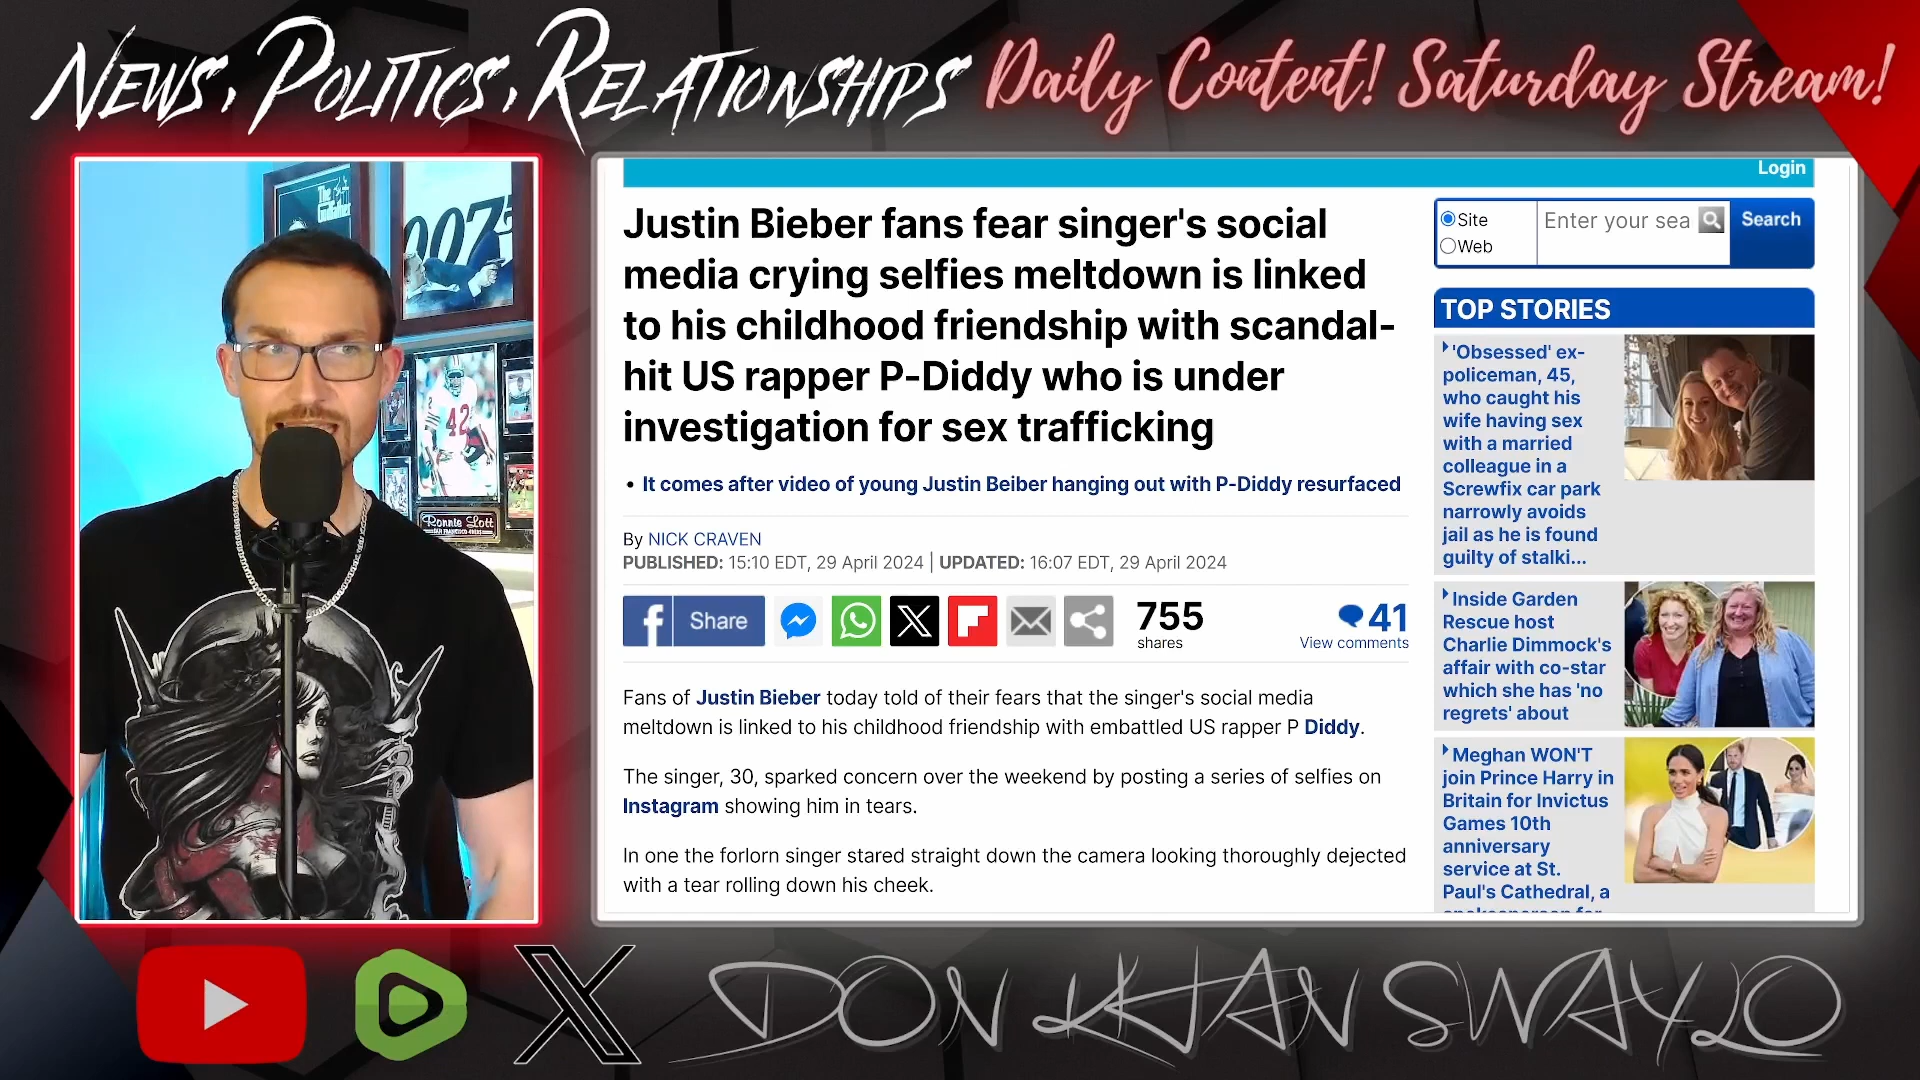 NEWS, POLITICS, RELATIONSHIPS Daily Content! Saturday Stream!
The Godfather
007
42
Ronnie Lott
SAN FRANCISCO 49ERS
Login
Justin Bieber fans fear singer's social
media crying selfies meltdown is linked
to his childhood friendship with scandal-
hit US rapper P-Diddy who is under
investigation for sex trafficking
• It comes after video of young Justin Beiber hanging out with P-Diddy resurfaced
By NICK CRAVEN
PUBLISHED: 15:10 EDT, 29 April 2024 | UPDATED: 16:07 EDT, 29 April 2024
Share
755
shares
41
View comments
Fans of Justin Bieber today told of their fears that the singer's social media
meltdown is linked to his childhood friendship with embattled US rapper P Diddy.
The singer, 30, sparked concern over the weekend by posting a series of selfies on
Instagram showing him in tears.
In one the forlorn singer stared straight down the camera looking thoroughly dejected
with a tear rolling down his cheek.
Site
Web
Enter your sea
Search
TOP STORIES
'Obsessed' ex-
policeman, 45,
who caught his
wife having sex
with a married
colleague in a
Screwfix car park
narrowly avoids
jail as he is found
guilty of stalki...
Inside Garden
Rescue host
Charlie Dimmock's
affair with co-star
which she has 'no
regrets' about
Meghan WON'T
join Prince Harry in
Britain for Invictus
Games 10th
anniversary
service at St.
Paul's Cathedral, a
spokesperson for
DON KHAN SWAYLO